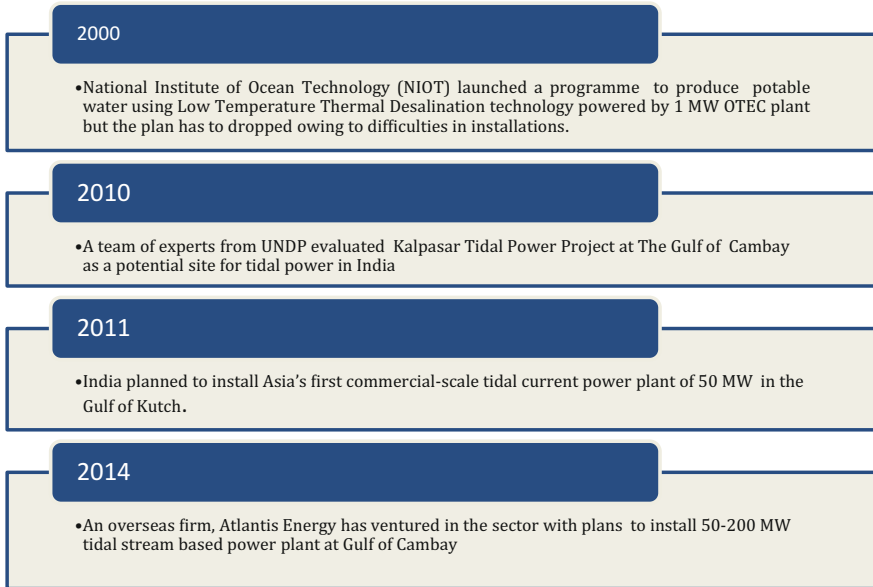 2000
•National Institute of Ocean Technology (NIOT) launched a programme to produce potable
water using Low Temperature Thermal Desalination technology powered by 1 MW OTEC plant
but the plan has to dropped owing to difficulties in installations.
2010
•A team of experts from UNDP evaluated Kalpasar Tidal Power Project at The Gulf of Cambay
as a potential site for tidal power in India
2011
•India planned to install Asia’s first commercial-scale tidal current power plant of 50 MW in the
Gulf of Kutch.
2014
•An overseas firm, Atlantis Energy has ventured in the sector with plans to install 50-200 MW
tidal stream based power plant at Gulf of Cambay